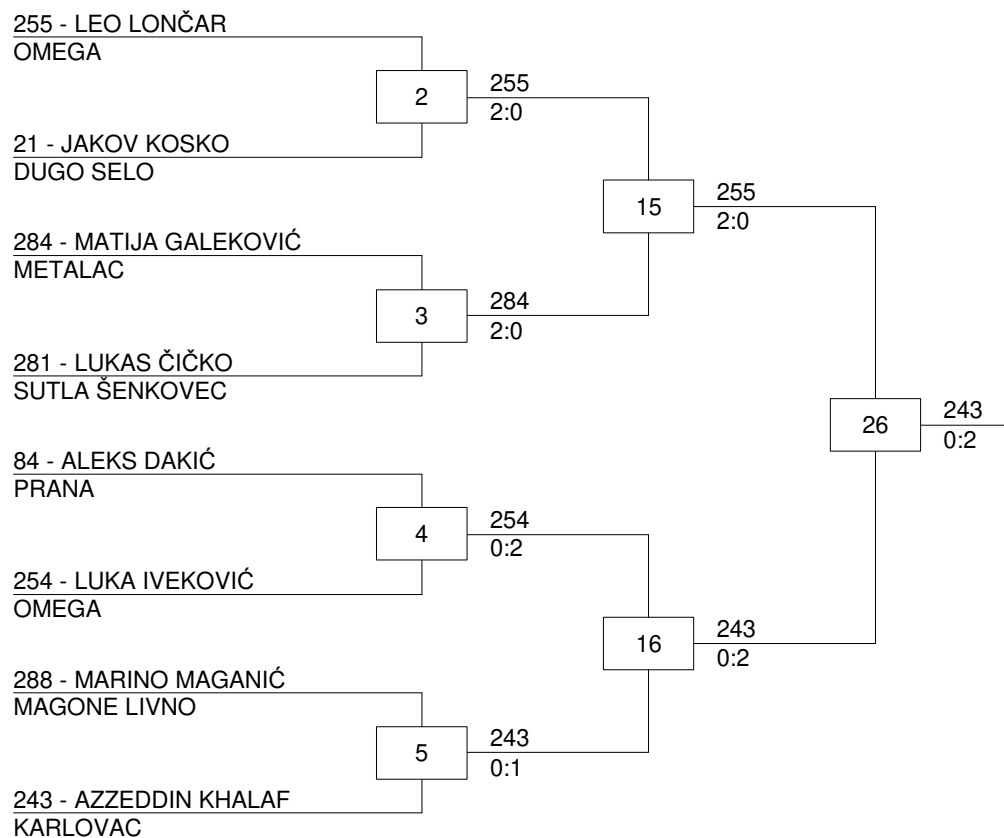 255 - LEO LONČAR
OMEGA
2
255
2:0
21 - JAKOV KOSKO
DUGO SELO
15
255
2:0
284 - MATIJA GALEKOVIĆ
METALAC
3
284
2:0
281 - LUKAS ČIČKO
SUTLA ŠENKOVEC
26
243
0:2
84 - ALEKS DAKIĆ
PRANA
4
254
0:2
254 - LUKA IVEKOVIĆ
OMEGA
16
243
0:2
288 - MARINO MAGANIĆ
MAGONE LIVNO
5
243
0:1
243 - AZZEDDIN KHALAF
KARLOVAC